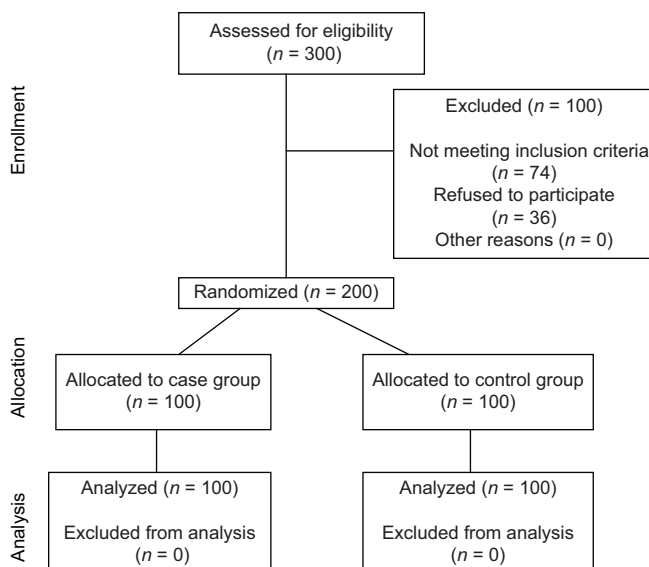 Assessed for eligibility
(n = 300)
Enrollment
Excluded (n = 100)
Not meeting inclusion criteria
(n = 74)
Refused to participate
(n = 36)
Other reasons (n = 0)
Randomized (n = 200)
Allocation
Allocated to case group
(n = 100)
Allocated to control group
(n = 100)
Analysis
Analyzed (n = 100)
Excluded from analysis
(n = 0)
Analyzed (n = 100)
Excluded from analysis
(n = 0)